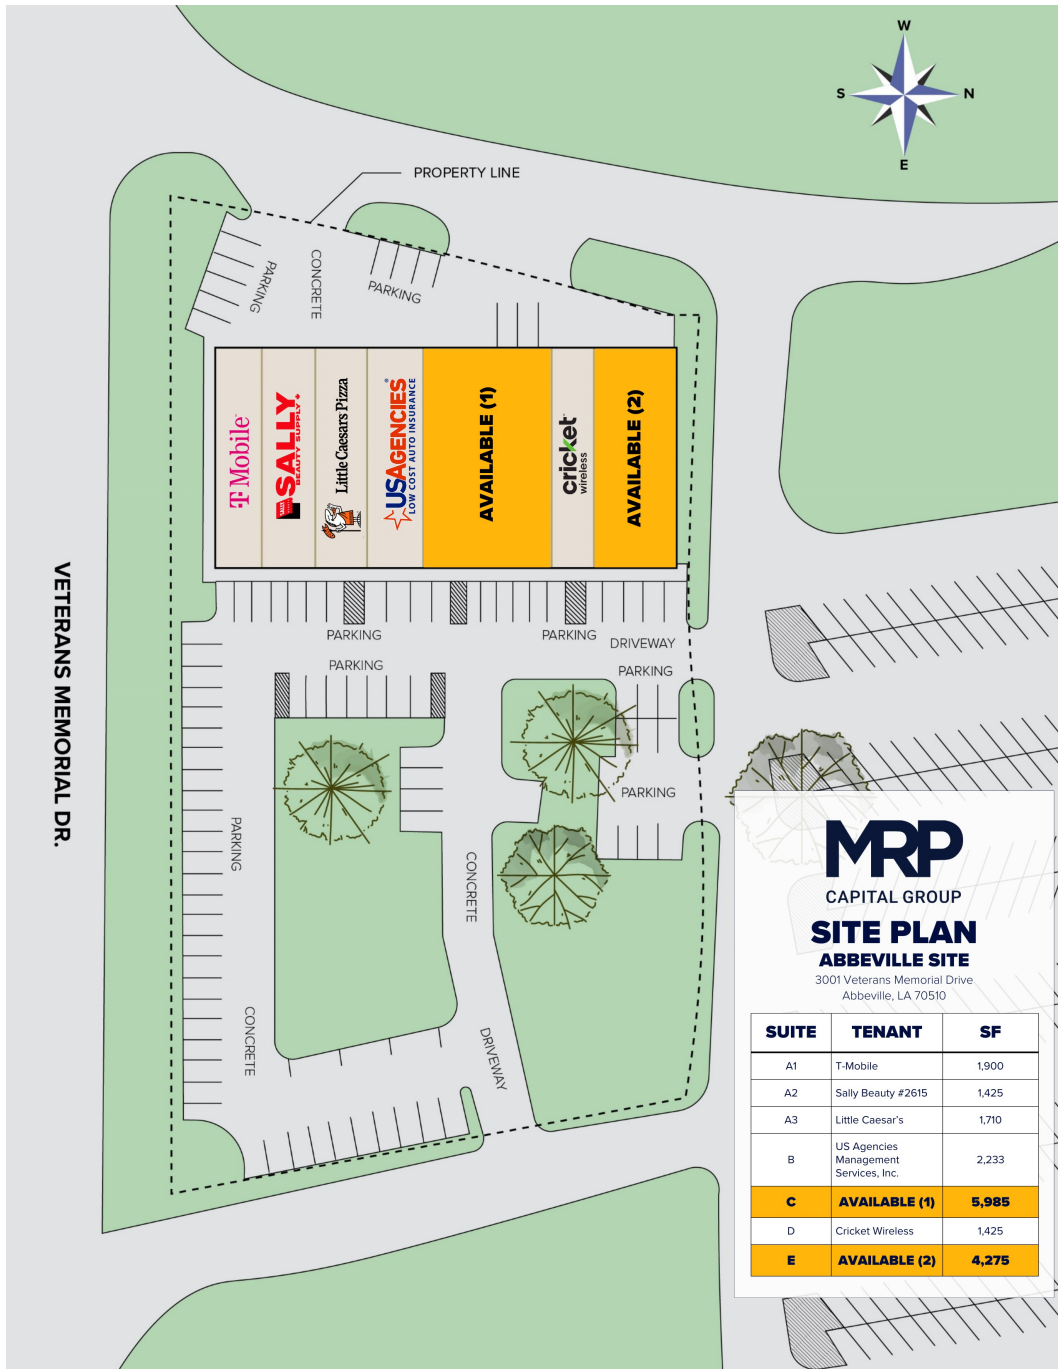 W
S
N
E
PROPERTY LINE
PARKING
CONCRETE
PARKING
T Mobile
SALLY
BEAUTY SUPPLY
Little Caesars Pizza
USAGENCIES®
LOW COST AUTO INSURANCE
AVAILABLE (1)
cricket
wireless
AVAILABLE (2)
VETERANS MEMORIAL DR.
PARKING
PARKING
DRIVEWAY
PARKING
PARKING
PARKING
PARKING
CONCRETE
CONCRETE
DRIVEWAY
MRP
CAPITAL GROUP
SITE PLAN
ABBEVILLE SITE
3001 Veterans Memorial Drive
Abbeville, LA 70510
SUITE TENANT SF
A1 T-Mobile 1,900
A2 Sally Beauty #2615 1,425
A3 Little Caesar's 1,710
B US Agencies
Management
Services, Inc. 2,233
C AVAILABLE (1) 5,985
D Cricket Wireless 1,425
E AVAILABLE (2) 4,275